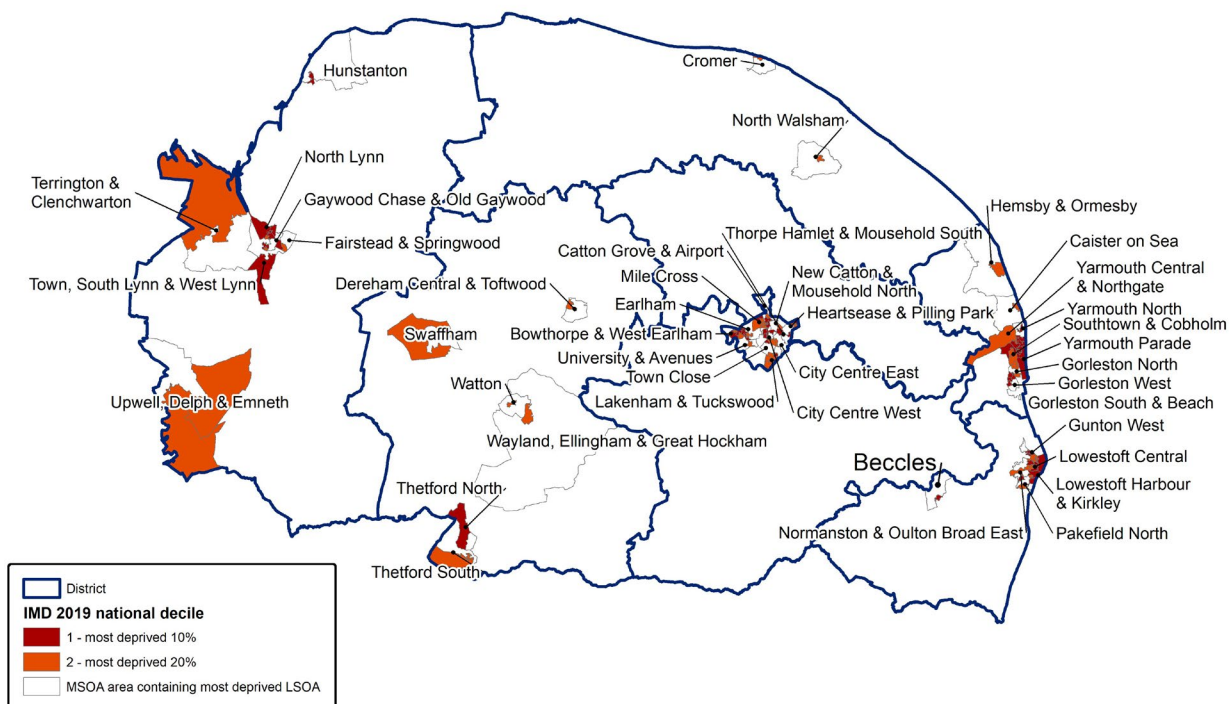 Hunstanton
Cromer
North Walsham
North Lynn
Terrington &
Clenchwarton
Gaywood Chase & Old Gaywood
Fairstead & Springwood
Town, South Lynn & West Lynn
Hemsby & Ormesby
Caister on Sea
Thorpe Hamlet & Mousehold South
Catton Grove & Airport
Mile Cross
New Catton &
Mousehold North
Yarmouth Central
& Northgate
Dereham Central & Toftwood
Earlham
Heartsease & Pilling Park
Yarmouth North
Southtown & Cobholm
Swaffham
Bowthorpe & West Earlham
Yarmouth Parade
University & Avenues
Gorleston North
Town Close
City Centre East
Gorleston West
Watton
Upwell, Delph & Emneth
Lakenham & Tuckswood
City Centre West
Gorleston South & Beach
Gunton West
Wayland, Ellingham & Great Hockham
Lowestoft Central
Beccles
Thetford North
Lowestoft Harbour
& Kirkley
Normanston & Oulton Broad East
Pakefield North
Thetford South
District
IMD 2019 national decile
1 - most deprived 10%
2 - most deprived 20%
MSOA area containing most deprived LSOA